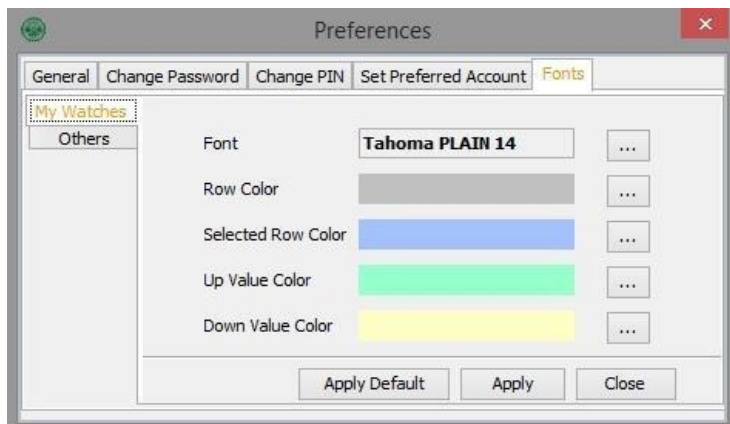 Preferences
×
General Change Password Change PIN Set Preferred Account Fonts
My Watches
Others
Font Tahoma PLAIN 14 ...
Row Color ...
Selected Row Color ...
Up Value Color ...
Down Value Color ...
Apply Default Apply Close